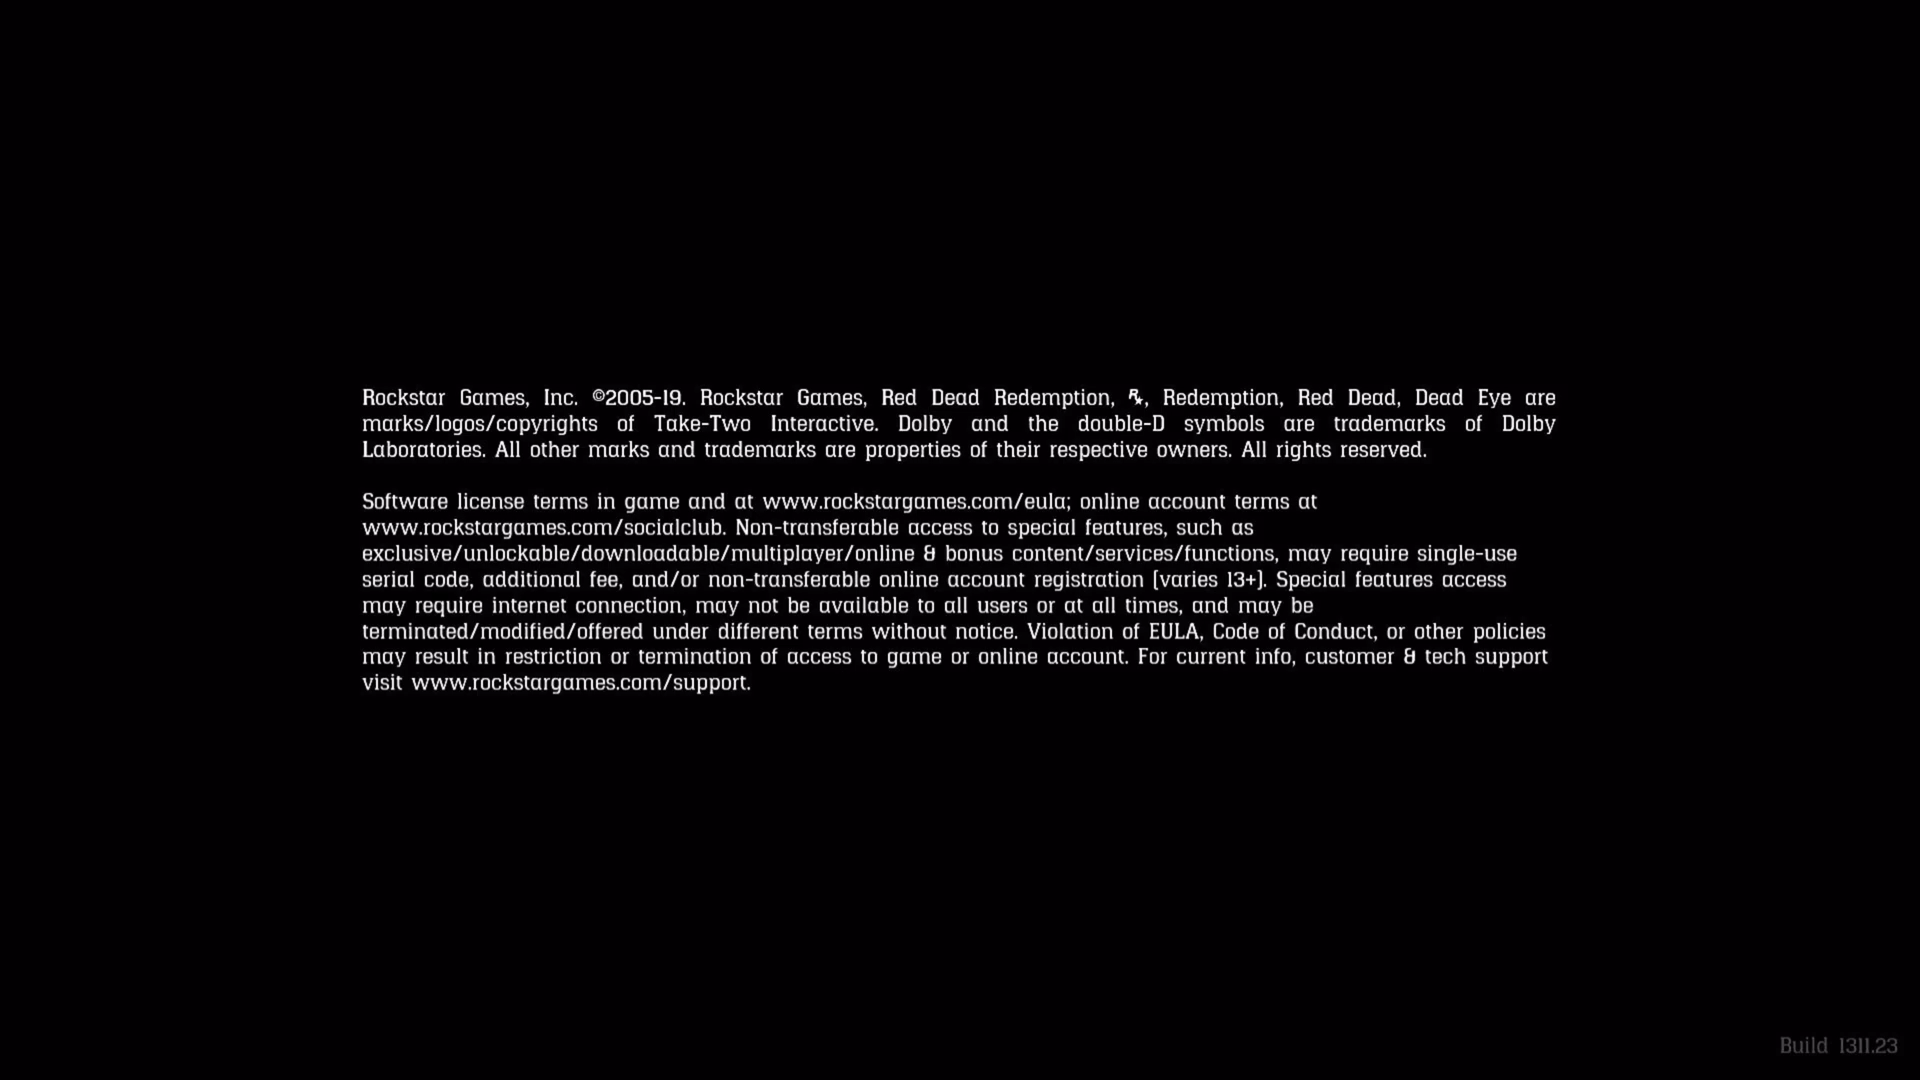 Rockstar Games, Inc. ©2005-19. Rockstar Games, Red Dead Redemption, R★, Redemption, Red Dead, Dead Eye are
marks/logos/copyrights of Take-Two Interactive. Dolby and the double-D symbols are trademarks of Dolby
Laboratories. All other marks and trademarks are properties of their respective owners. All rights reserved.
Software license terms in game and at www.rockstargames.com/eula; online account terms at
www.rockstargames.com/socialclub. Non-transferable access to special features, such as
exclusive/unlockable/downloadable/multiplayer/online & bonus content/services/functions, may require single-use
serial code, additional fee, and/or non-transferable online account registration (varies 13+). Special features access
may require internet connection, may not be available to all users or at all times, and may be
terminated/modified/offered under different terms without notice. Violation of EULA, Code of Conduct, or other policies
may result in restriction or termination of access to game or online account. For current info, customer & tech support
visit www.rockstargames.com/support.
Build 1311.23